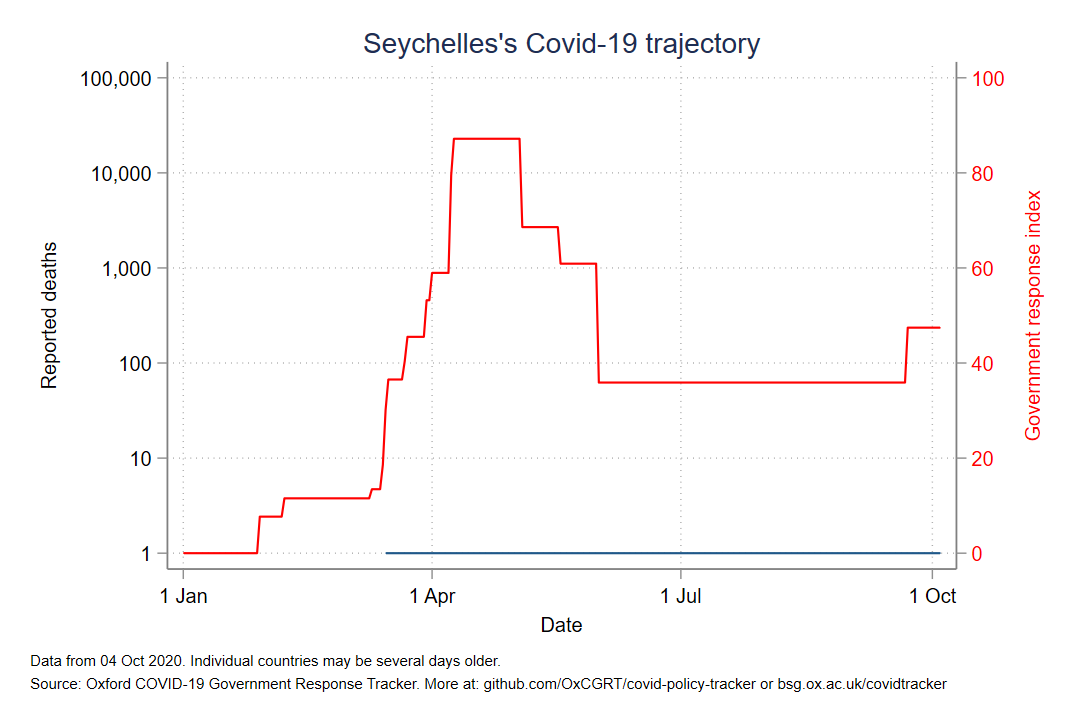 Seychelles's Covid-19 trajectory
100,000
10,000
1,000
100
10
1
Reported deaths
100
80
60
40
20
0
Government response index
1 Jan
1 Apr
1 Jul
1 Oct
Date
Data from 04 Oct 2020. Individual countries may be several days older.
Source: Oxford COVID-19 Government Response Tracker. More at: github.com/OxCGRT/covid-policy-tracker or bsg.ox.ac.uk/covidtracker